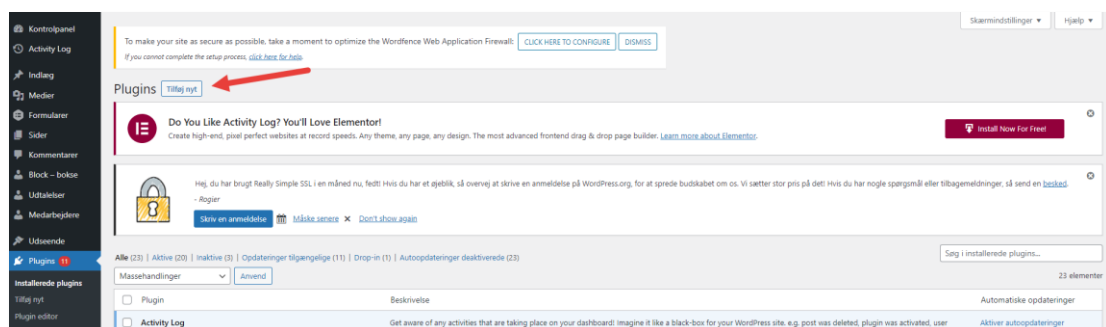 Skærmindstillinger ▼ Hjælp ▼
Kontrolpanel
Activity Log
Indlæg
Medier
Formularer
Sider
Kommentarer
Block – bokse
Udtalelser
Medarbejdere
Udseende
Plugins 11
Installerede plugins
Tilføj nyt
Plugin editor
To make your site as secure as possible, take a moment to optimize the Wordfence Web Application Firewall: CLICK HERE TO CONFIGURE DISMISS
If you cannot complete the setup process, click here for help.
Plugins Tilføj nyt
Do You Like Activity Log? You'll Love Elementor!
Create high-end, pixel perfect websites at record speeds. Any theme, any page, any design. The most advanced frontend drag & drop page builder. Learn more about Elementor.
Install Now For Free!
Hej, du har brugt Really Simple SSL i en måned nu, fedt! Hvis du har et øjeblik, så overvej at skrive en anmeldelse på WordPress.org, for at sprede budskabet om os. Vi sætter stor pris på det! Hvis du har nogle spørgsmål eller tilbagemeldninger, så send en besked.
- Rogier
Skriv en anmeldelse Måske senere Don't show again
Alle (23) | Aktive (20) | Inaktive (3) | Opdateringer tilgængelige (11) | Drop-in (1) | Autoopdateringer deaktiverede (23)
Søg i installerede plugins...
Massehandlinger Anvend
23 elementer
Plugin Beskrivelse Automatiske opdateringer
Activity Log Get aware of any activities that are taking place on your dashboard! Imagine it like a black-box for your WordPress site. e.g. post was deleted, plugin was activated, user Aktiver autoopdateringer